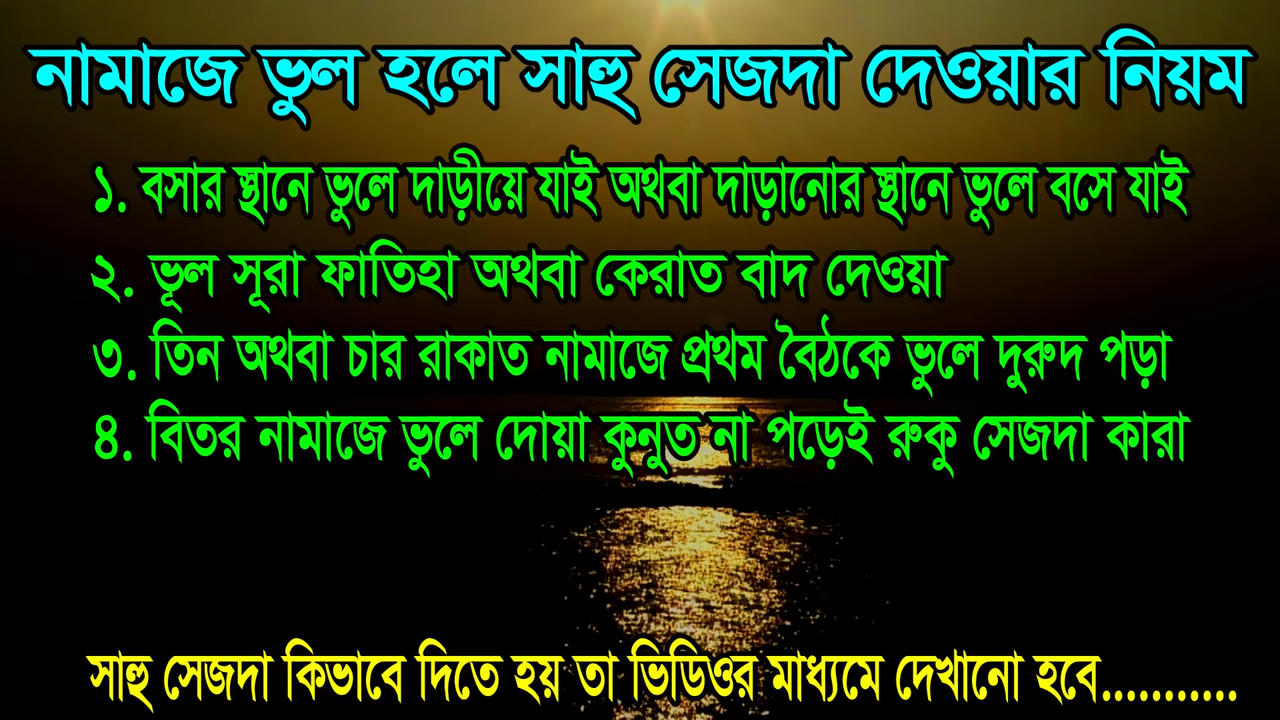 নামাজে ভুল হলে সাহু সেজদা দেওয়ার নিয়ম
১. বসার স্থানে ভুলে দাড়ীয়ে যাই অথবা দাড়ানোর স্থানে ভুলে বসে যাই
২. ভূল সূরা ফাতিহা অথবা কেরাত বাদ দেওয়া
৩. তিন অথবা চার রাকাত নামাজে প্রথম বৈঠকে ভুলে দুরুদ পড়া
৪. বিতর নামাজে ভুলে দোয়া কুনুত না পড়েই রুকু সেজদা কারা
সাহু সেজদা কিভাবে দিতে হয় তা ভিডিওর মাধ্যমে দেখানো হবে...........